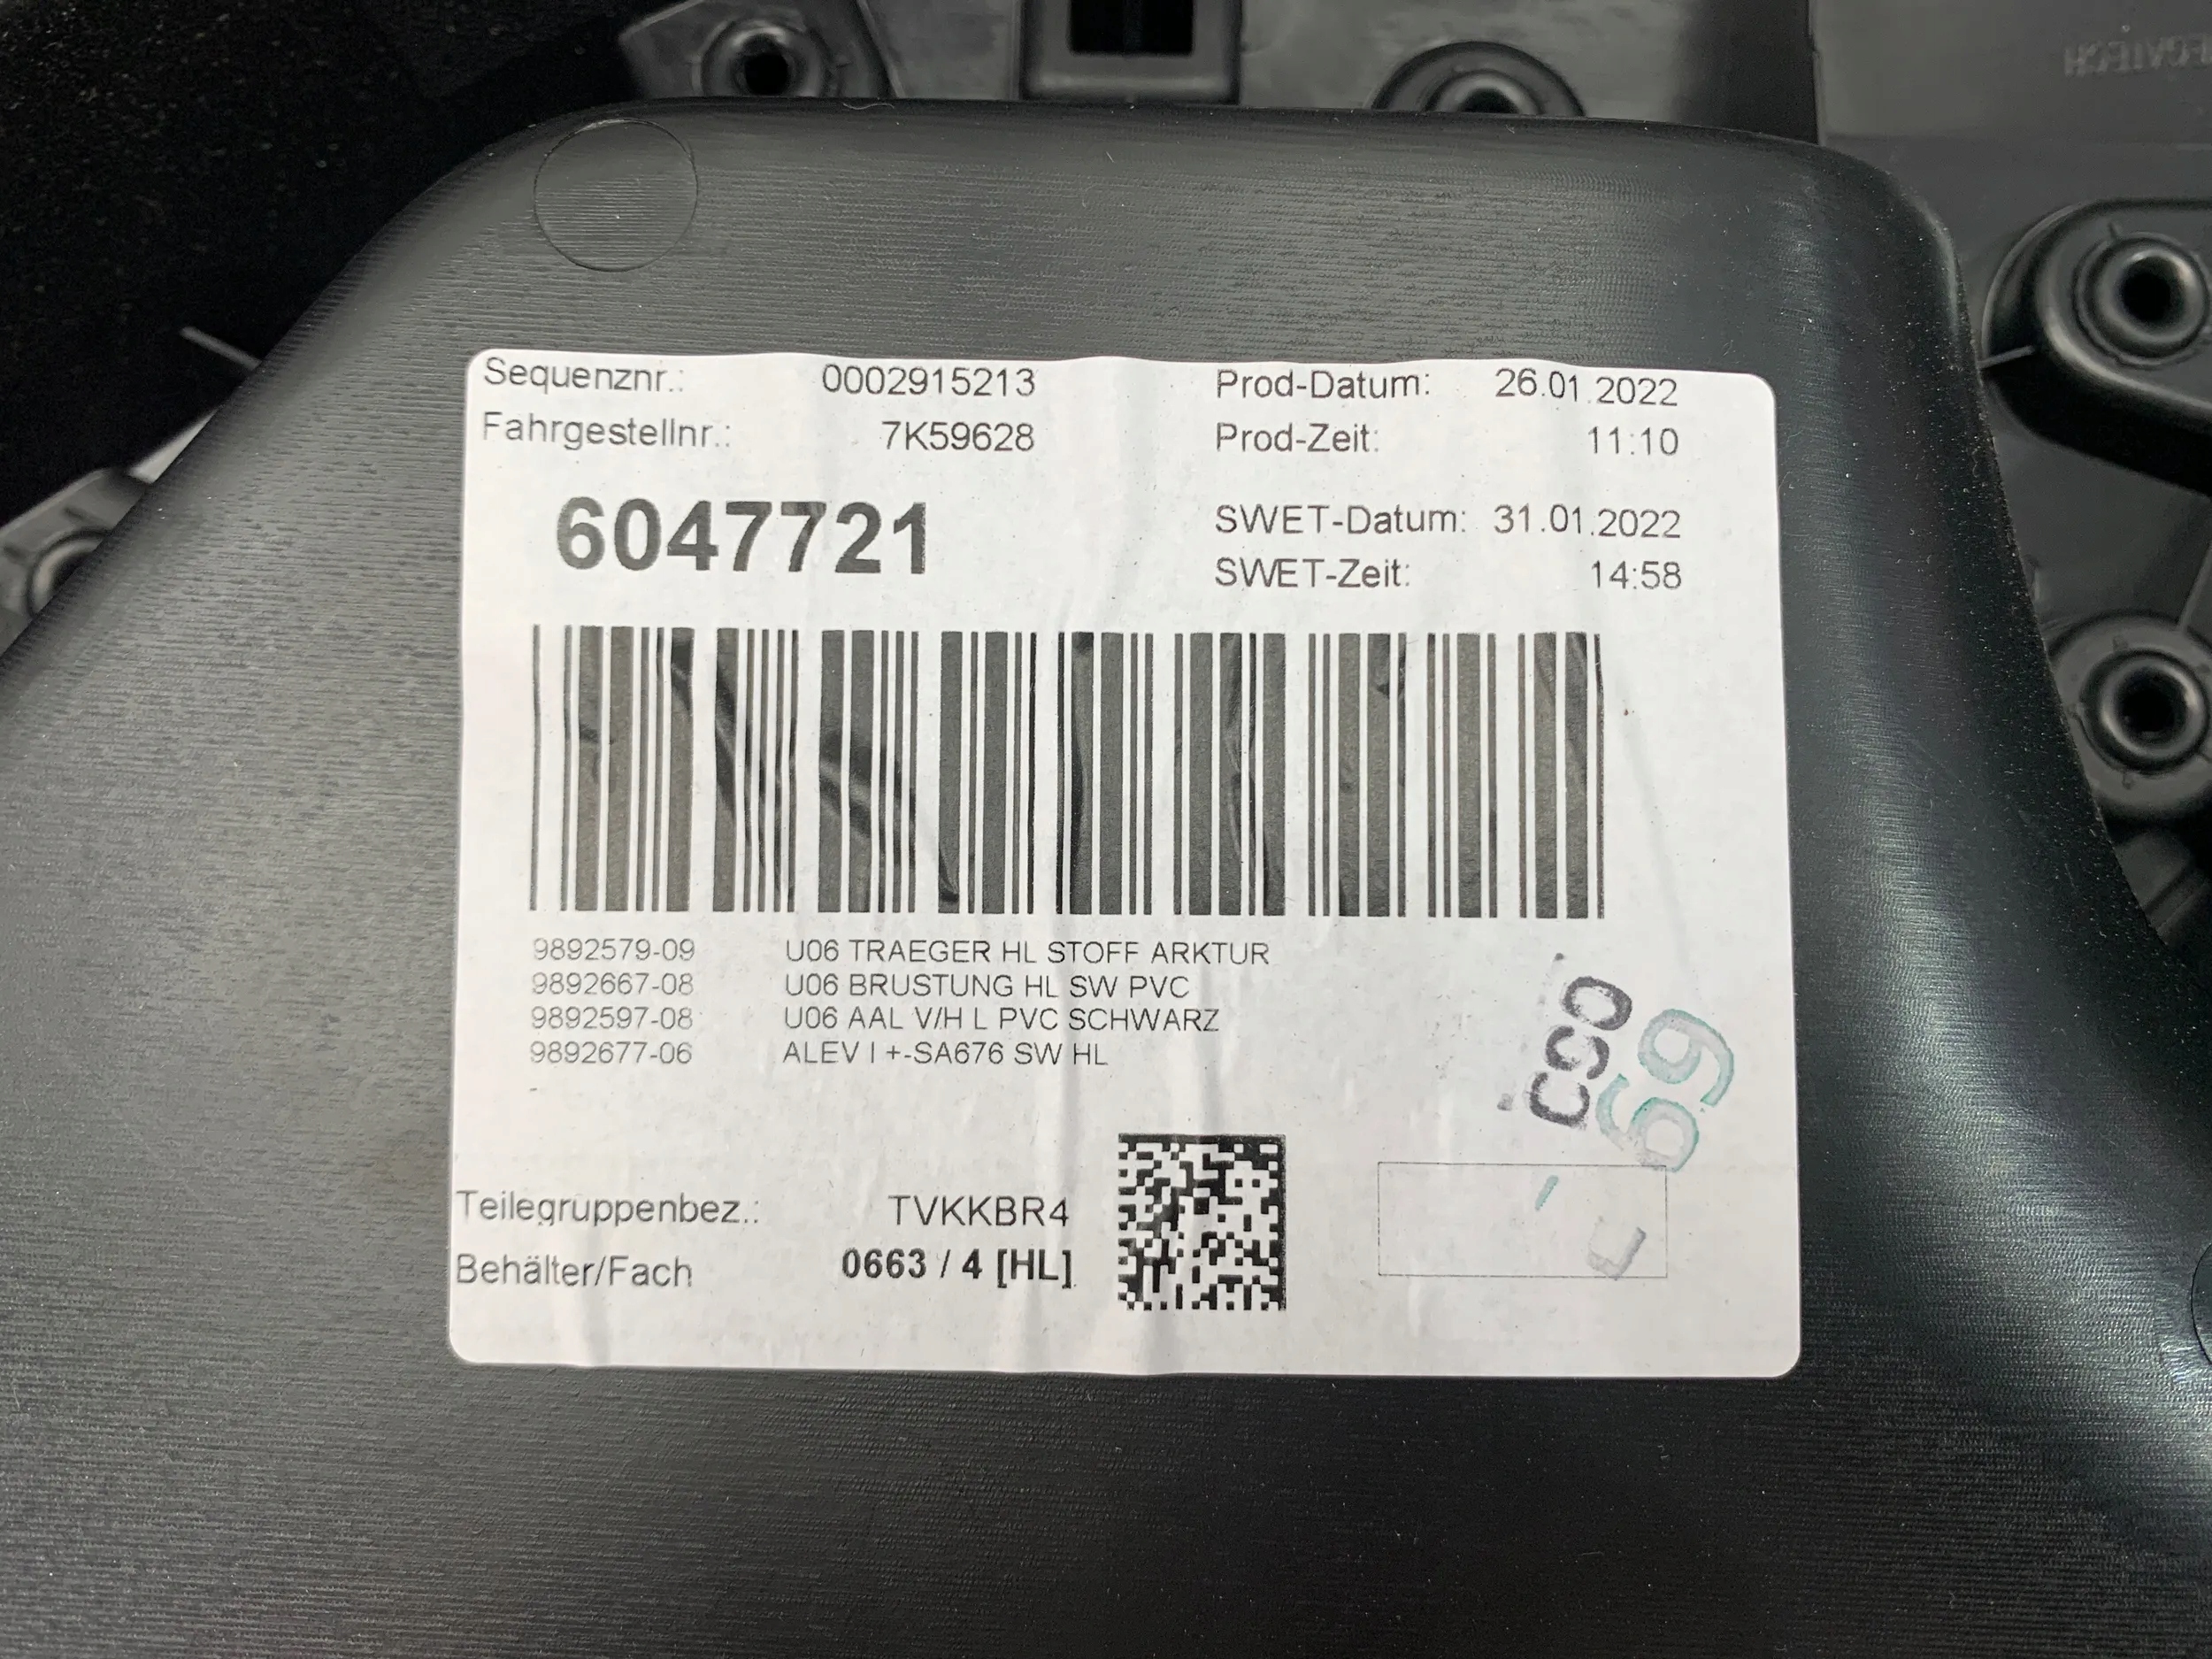 Sequenznr.: 0002915213
Fahrgestellnr.: 7K59628
6047721
Prod-Datum: 26.01.2022
Prod-Zeit: 11:10
SWET-Datum: 31.01.2022
SWET-Zeit: 14:58
9892579-09 U06 TRAEGER HL STOFF ARKTUR
9892667-08 U06 BRUSTUNG HL SW PVC
9892597-08 U06 AAL V/H L PVC SCHWARZ
9892677-06 ALEV I +-SA676 SW HL
69
Teilegruppenbez.: TVKKBR4
Behälter/Fach 0663 / 4 [HL]